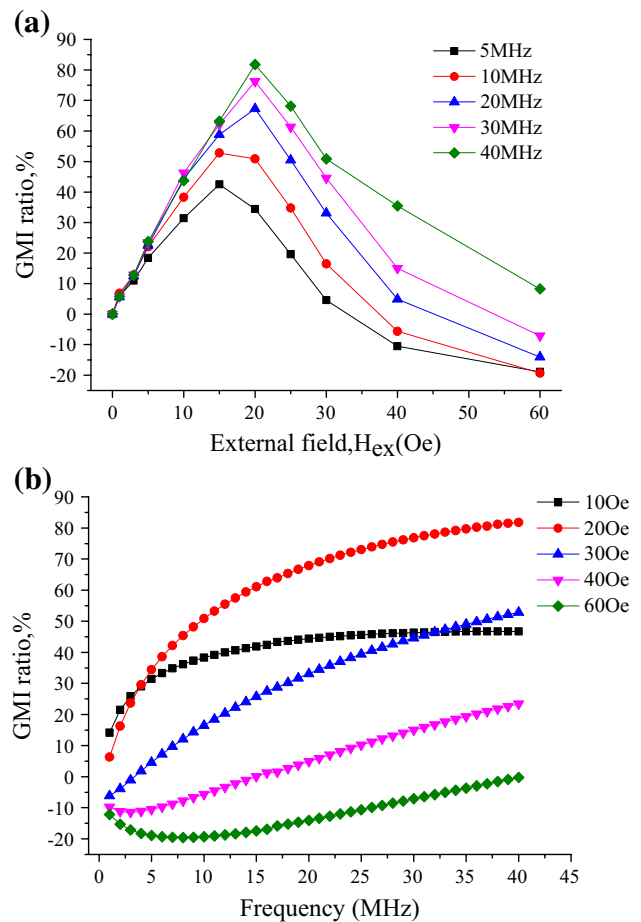 (a)
90
80
70
60
50
40
30
20
10
0
-10
-20
GMI ratio,%
5MHz
10MHz
20MHz
30MHz
40MHz
0 10 20 30 40 50 60
External field,Hex(Oe)
(b)
90
80
70
60
50
40
30
20
10
0
-10
-20
GMI ratio,%
10Oe
20Oe
30Oe
40Oe
60Oe
0 5 10 15 20 25 30 35 40 45
Frequency (MHz)